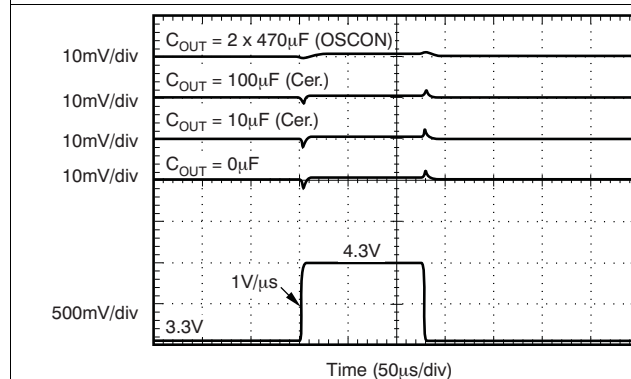 C_OUT = 2 x 470μF (OSCON)
10mV/div
C_OUT = 100μF (Cer.)
10mV/div
C_OUT = 10μF (Cer.)
10mV/div
C_OUT = 0μF
10mV/div
4.3V
1V/μs
500mV/div
3.3V
Time (50μs/div)